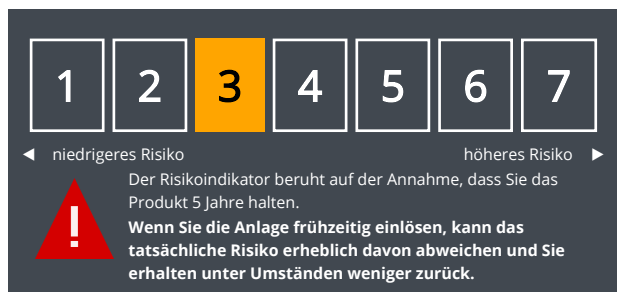 1 2 3 4 5 6 7
◀ niedrigeres Risiko höheres Risiko ▶
Der Risikoindikator beruht auf der Annahme, dass Sie das
Produkt 5 Jahre halten.
Wenn Sie die Anlage frühzeitig einlösen, kann das
tatsächliche Risiko erheblich davon abweichen und Sie
erhalten unter Umständen weniger zurück.
!